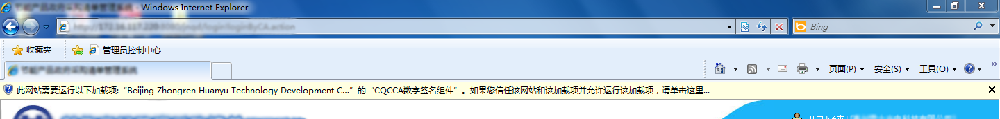 - Windows Internet Explorer
Bing
收藏夹
管理员控制中心
页面(P)
安全(S)
工具(O)
此网站需要运行以下加载项:“Beijing Zhongren Huanyu Technology Development C...”的“CQCCA数字签名组件”。如果您信任该网站和该加载项并允许运行该加载项，请单击这里...